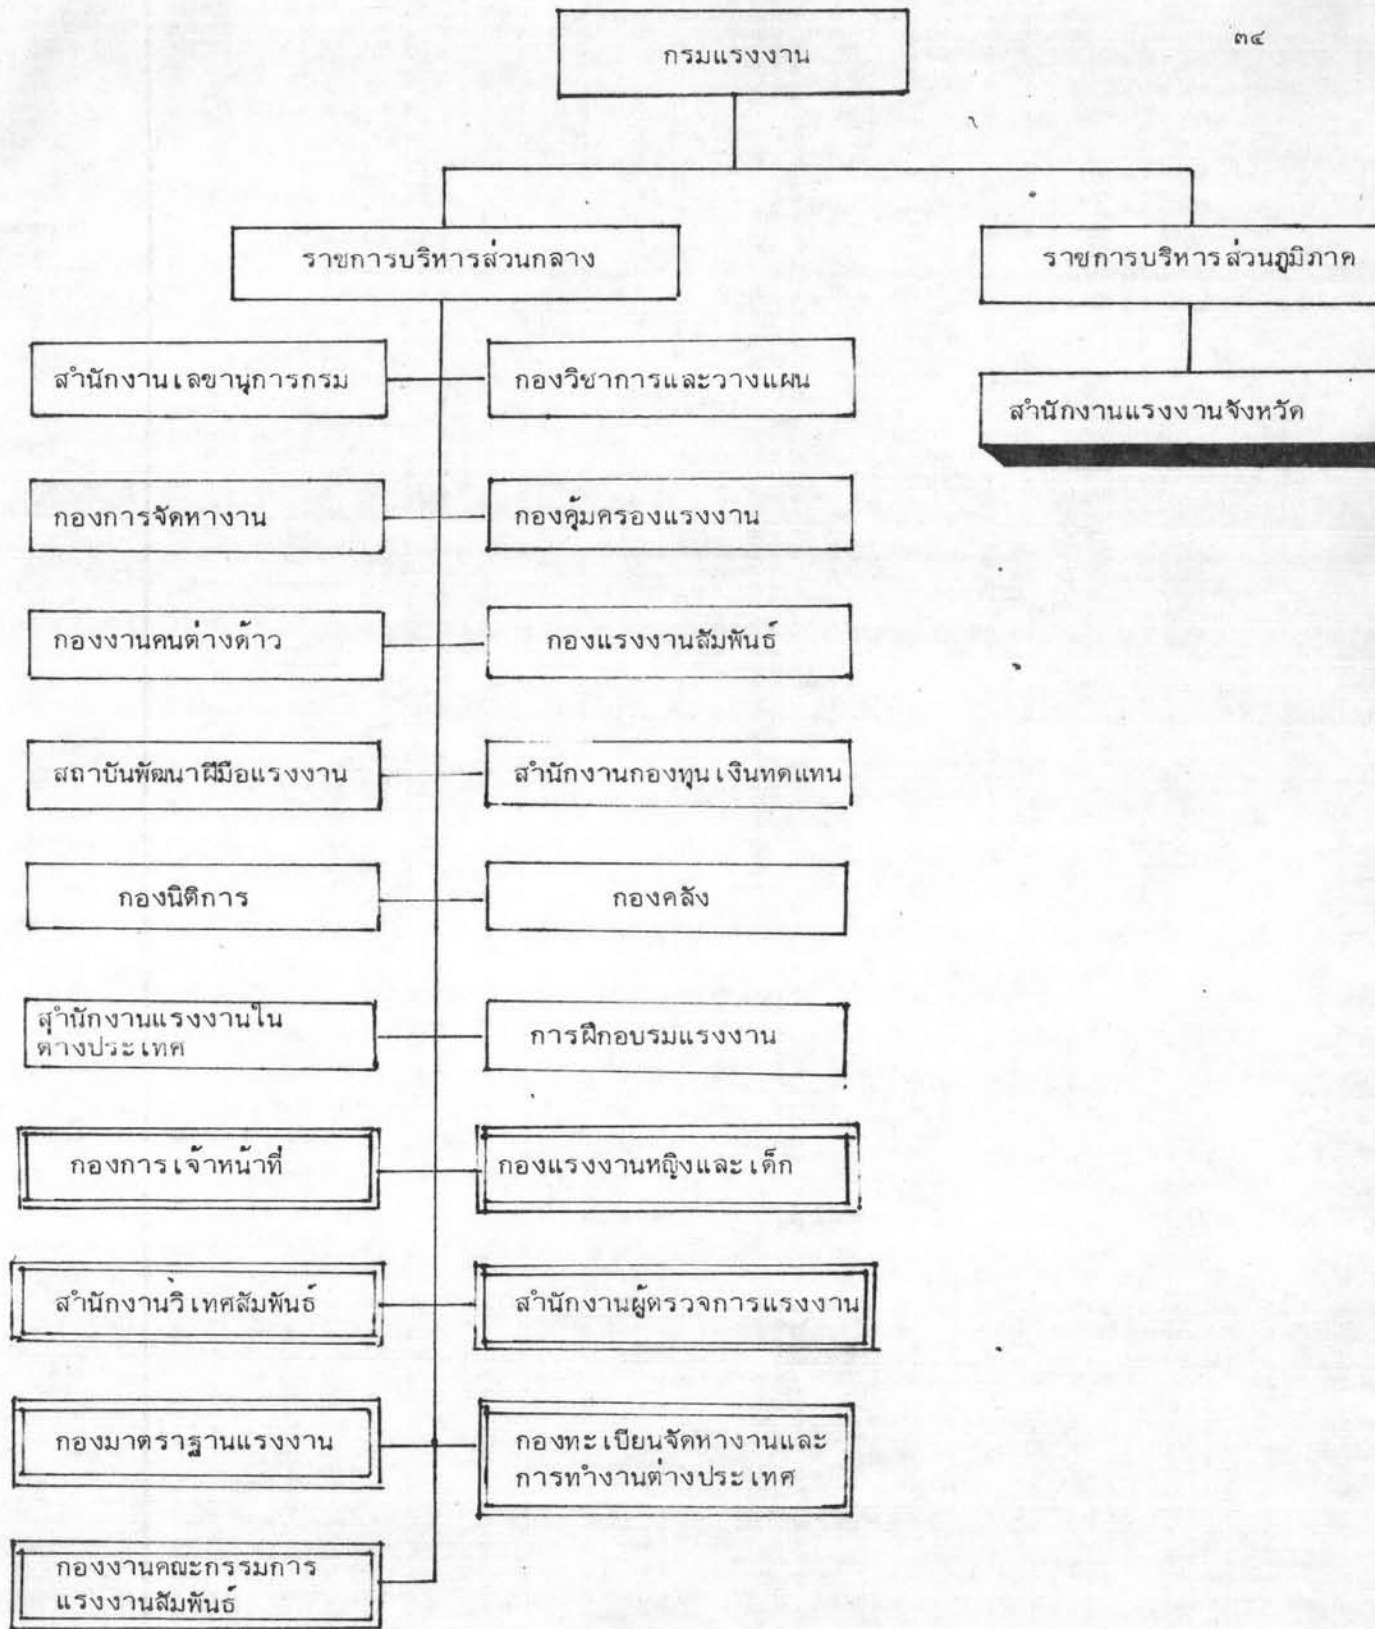 ๓๔
กรมแรงงาน
ราชการบริหารส่วนกลาง
ราชการบริหารส่วนภูมิภาค
สำนักงานเลขานุการกรม
กองวิชาการและวางแผน
สำนักงานแรงงานจังหวัด
กองการจัดหางาน
กองคุ้มครองแรงงาน
กองงานคนต่างด้าว
กองแรงงานสัมพันธ์
สถาบันพัฒนาฝีมือแรงงาน
สำนักงานกองทุนเงินทดแทน
กองนิติการ
กองคลัง
สำนักงานแรงงานใน
ต่างประเทศ
การฝึกอบรมแรงงาน
กองการเจ้าหน้าที่
กองแรงงานหญิงและเด็ก
สำนักงานวิเทศสัมพันธ์
สำนักงานผู้ตรวจการแรงงาน
กองมาตราฐานแรงงาน
กองทะเบียนจัดหางานและ
การทำงานต่างประเทศ
กองงานคณะกรรมการ
แรงงานสัมพันธ์